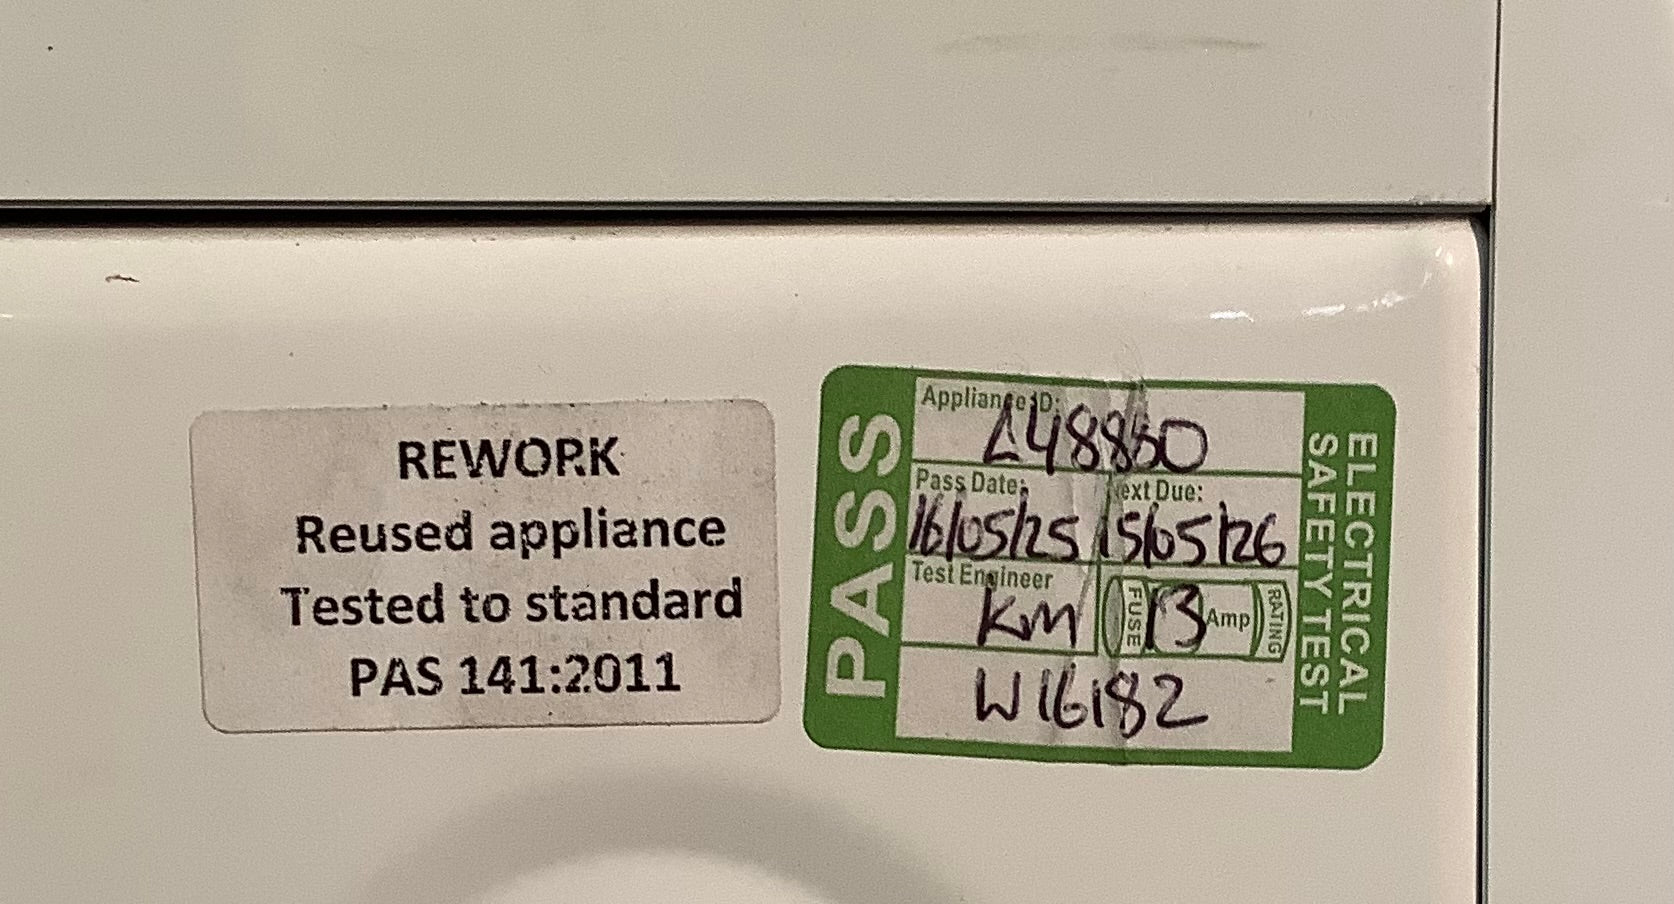 REWORK
Reused appliance
Tested to standard
PAS 141:2011
PASS
Appliance ID:
L48880
Pass Date:
Next Due:
16/05/25
15/05/26
Test Engineer
KM
FUSE
13
Amp
RATING
W16182
ELECTRICAL
SAFETY TEST